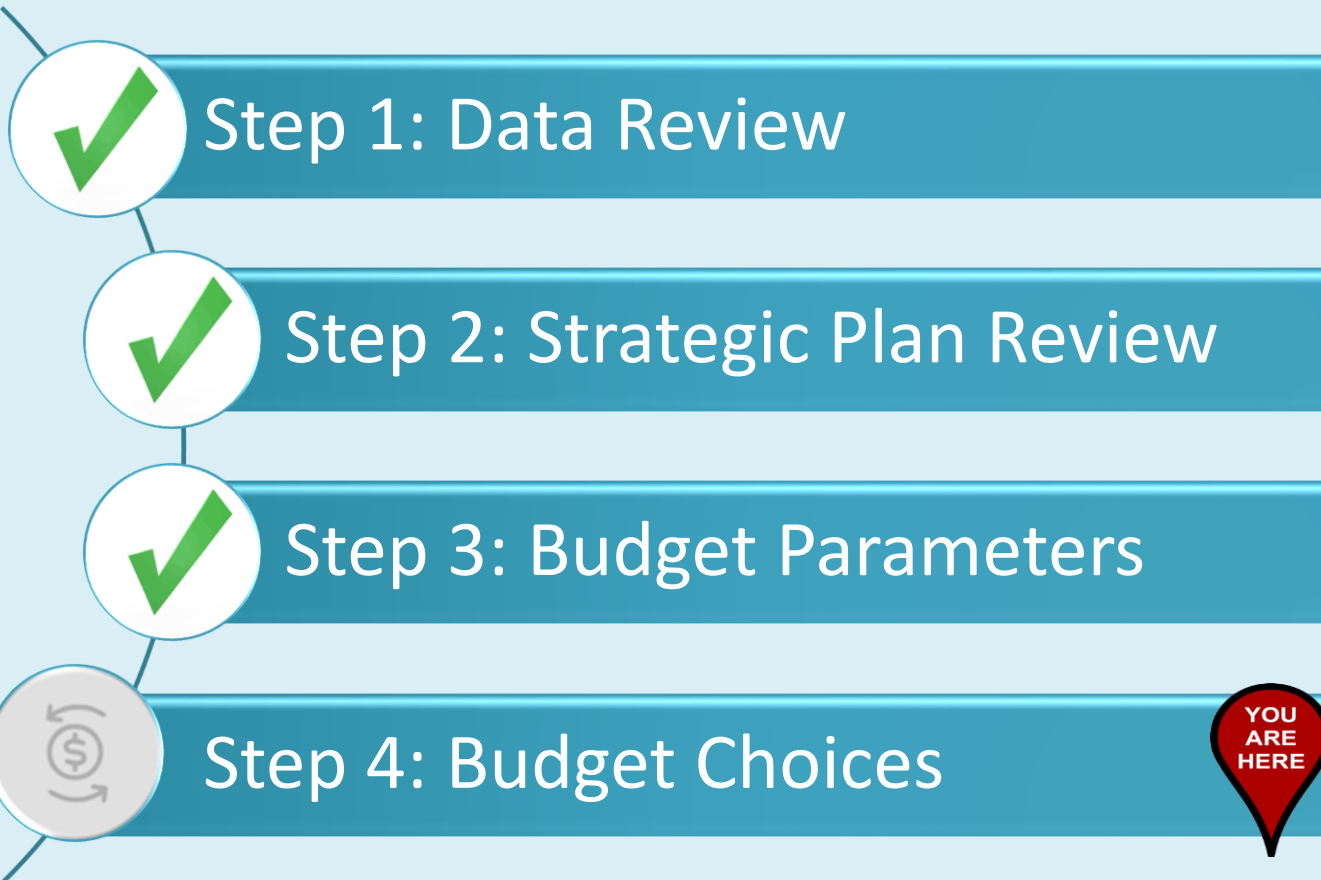 Step 1: Data Review
Step 2: Strategic Plan Review
Step 3: Budget Parameters
Step 4: Budget Choices
YOU
ARE
HERE
$